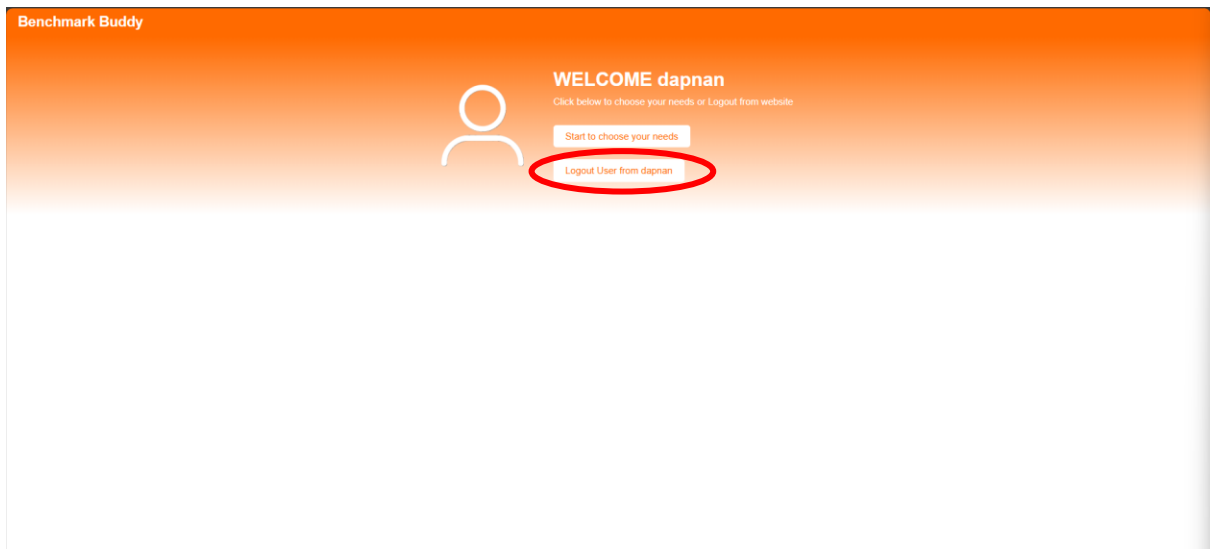 Benchmark Buddy
WELCOME dapnan
Click below to choose your needs or Logout from website
Start to choose your needs
Logout User from dapnan